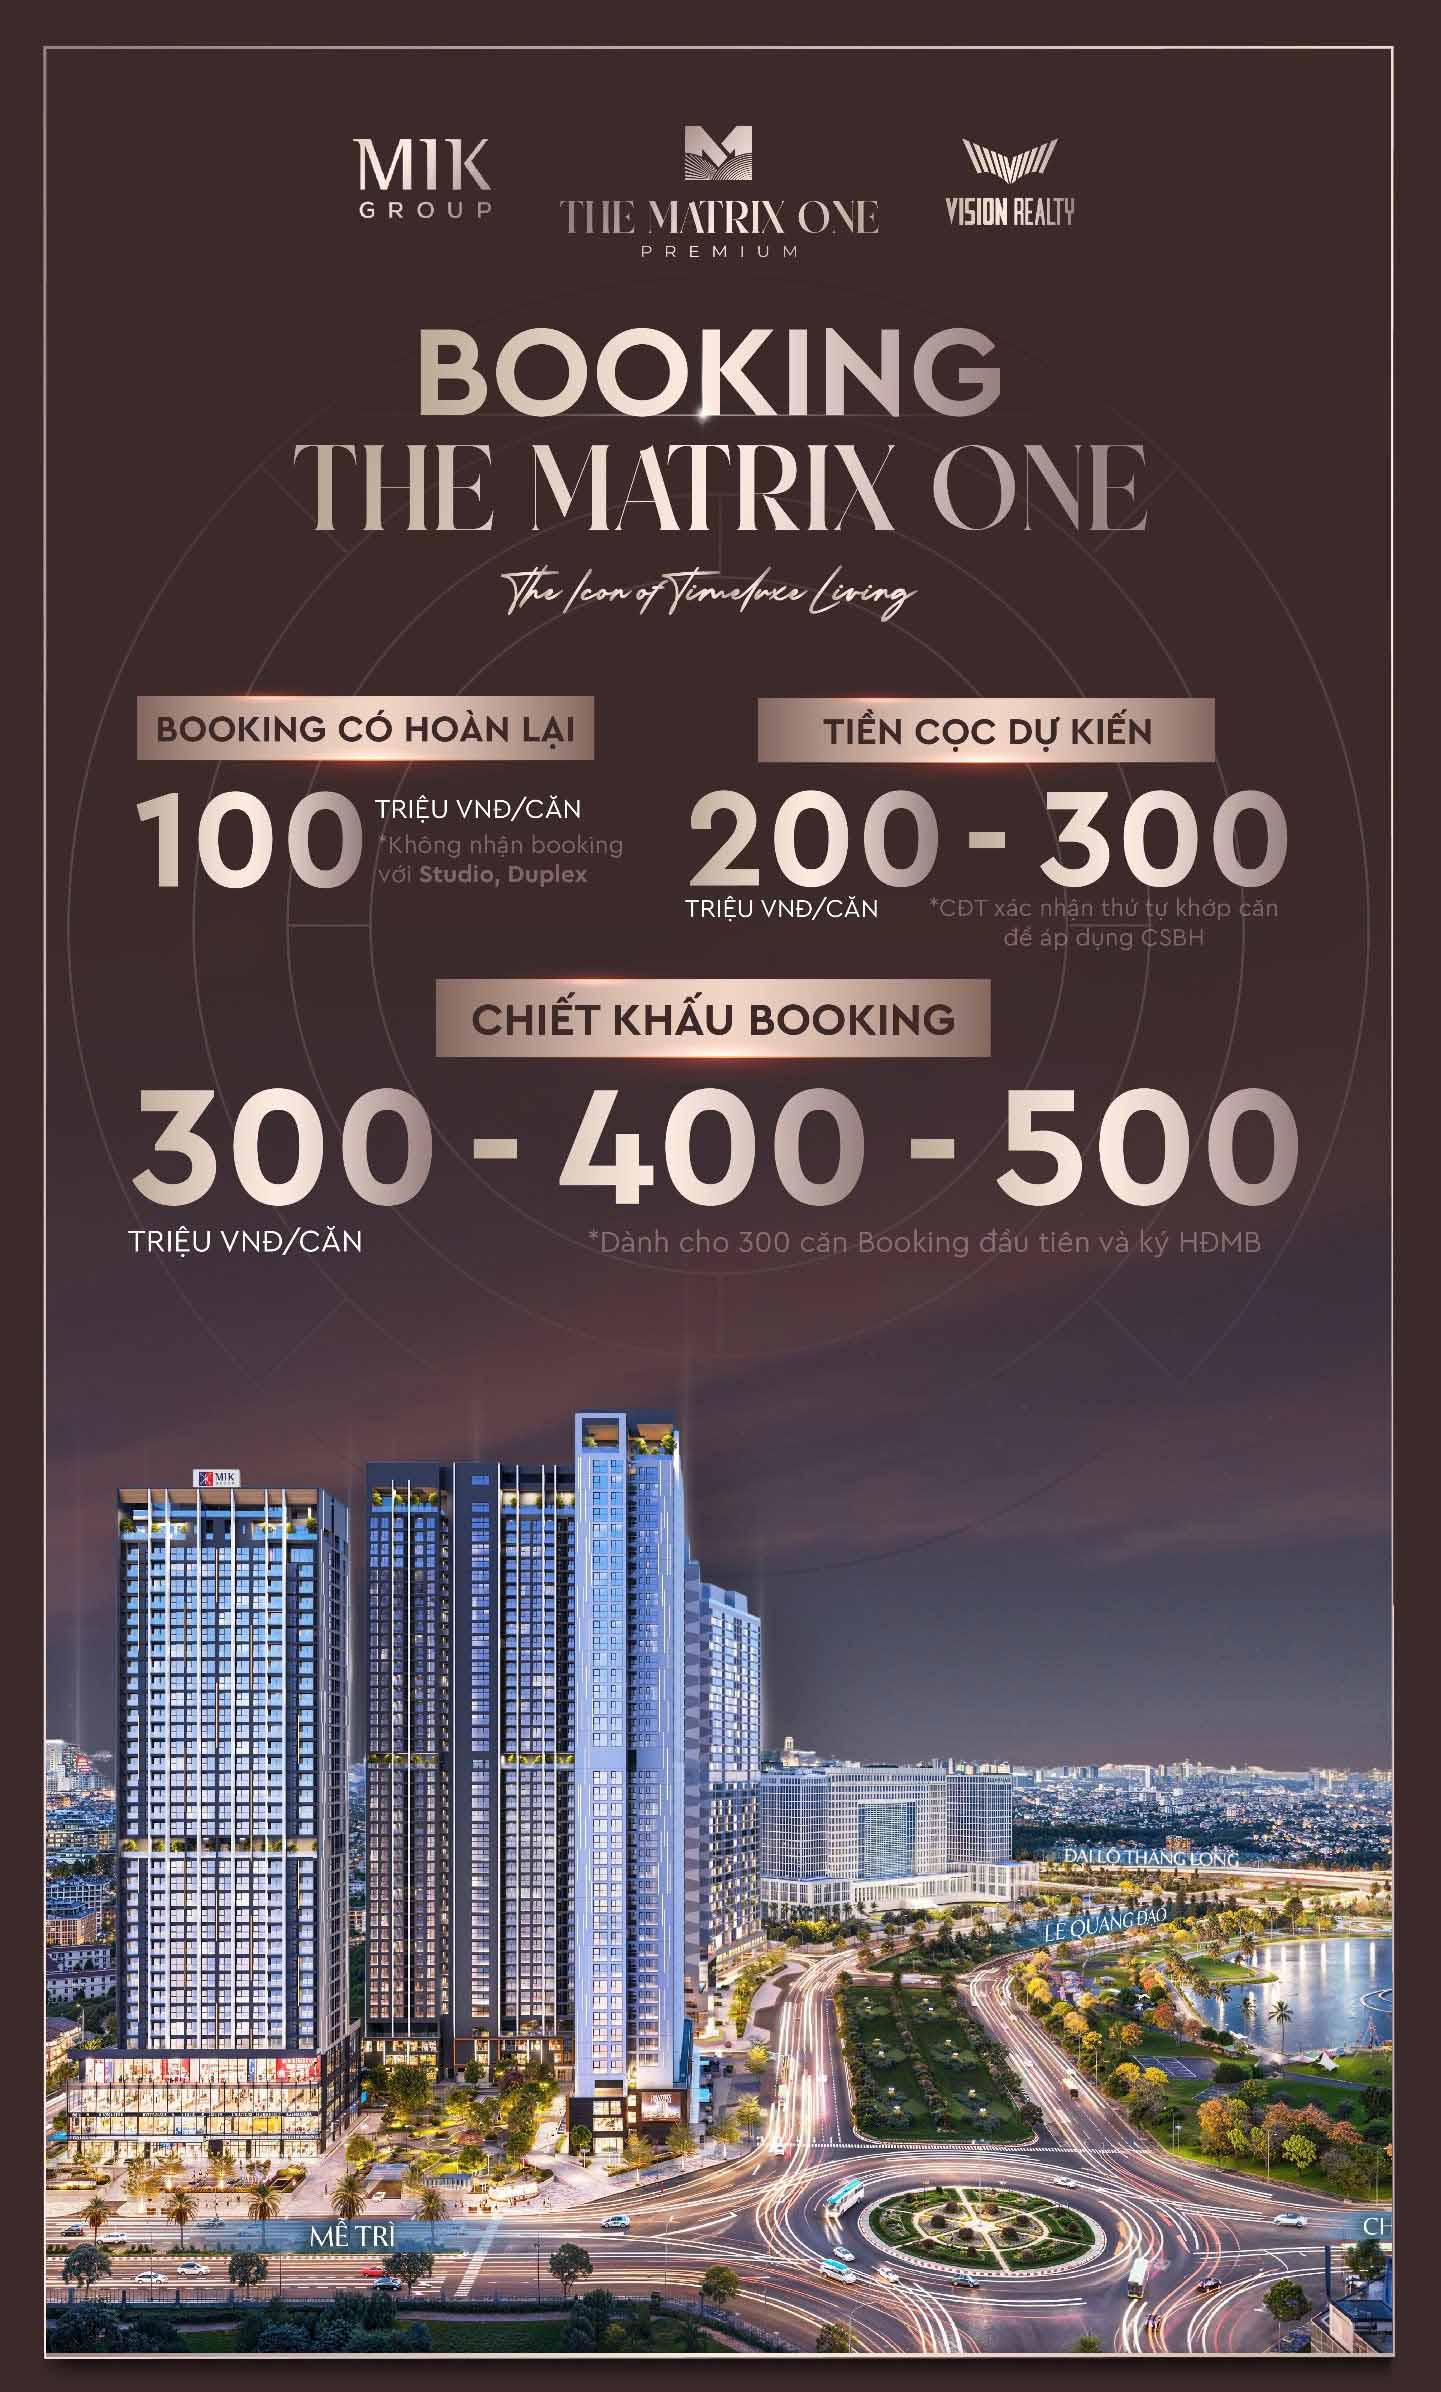 MIK
GROUP
THE MATRIX ONE
PREMIUM
VISION REALTY
BOOKING
THE MATRIX ONE
The Icon of Timeluxe Living
BOOKING CÓ HOÀN LẠI
100 TRIỆU VNĐ/CĂN
*Không nhận booking
với Studio, Duplex
TIỀN CỌC DỰ KIẾN
200 - 300
TRIỆU VNĐ/CĂN
*CĐT xác nhận thứ tự khớp căn
để áp dụng CSBH
CHIẾT KHẤU BOOKING
300 - 400 - 500
TRIỆU VNĐ/CĂN
*Dành cho 300 căn Booking đầu tiên và ký HĐMB
MIK
ĐẠI LỘ THĂNG LONG
LÊ QUANG ĐẠO
MỄ TRÌ
CH